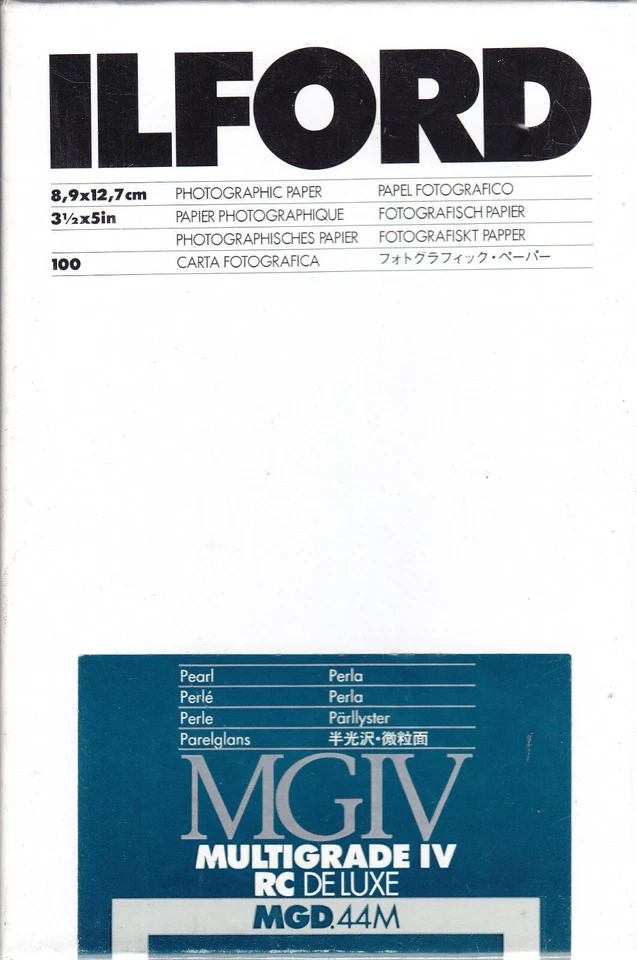 ILFORD
8,9x12,7cm PHOTOGRAPHIC PAPER PAPEL FOTOGRAFICO
3½x5in PAPIER PHOTOGRAPHIQUE FOTOGRAFISCH PAPIER
PHOTOGRAPHISCHES PAPIER FOTOGRAFISKT PAPPER
100 CARTA FOTOGRAFICA フォトグラフィック・ペーパー
Pearl Perla
Perlé Perla
Perle Pärllyster
Parelglans 半光沢・微粒面
MGIV
MULTIGRADE IV
RC DE LUXE
MGD.44M